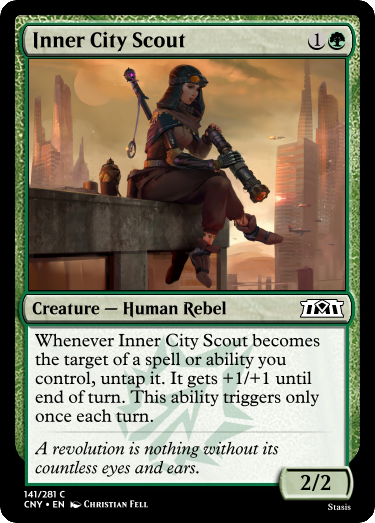 Inner City Scout 1
Creature — Human Rebel
Whenever Inner City Scout becomes
the target of a spell or ability you
control, untap it. It gets +1/+1 until
end of turn. This ability triggers only
once each turn.
A revolution is nothing without its
countless eyes and ears.
2/2
141/281 C
CNY • EN Christian Fell
Stasis